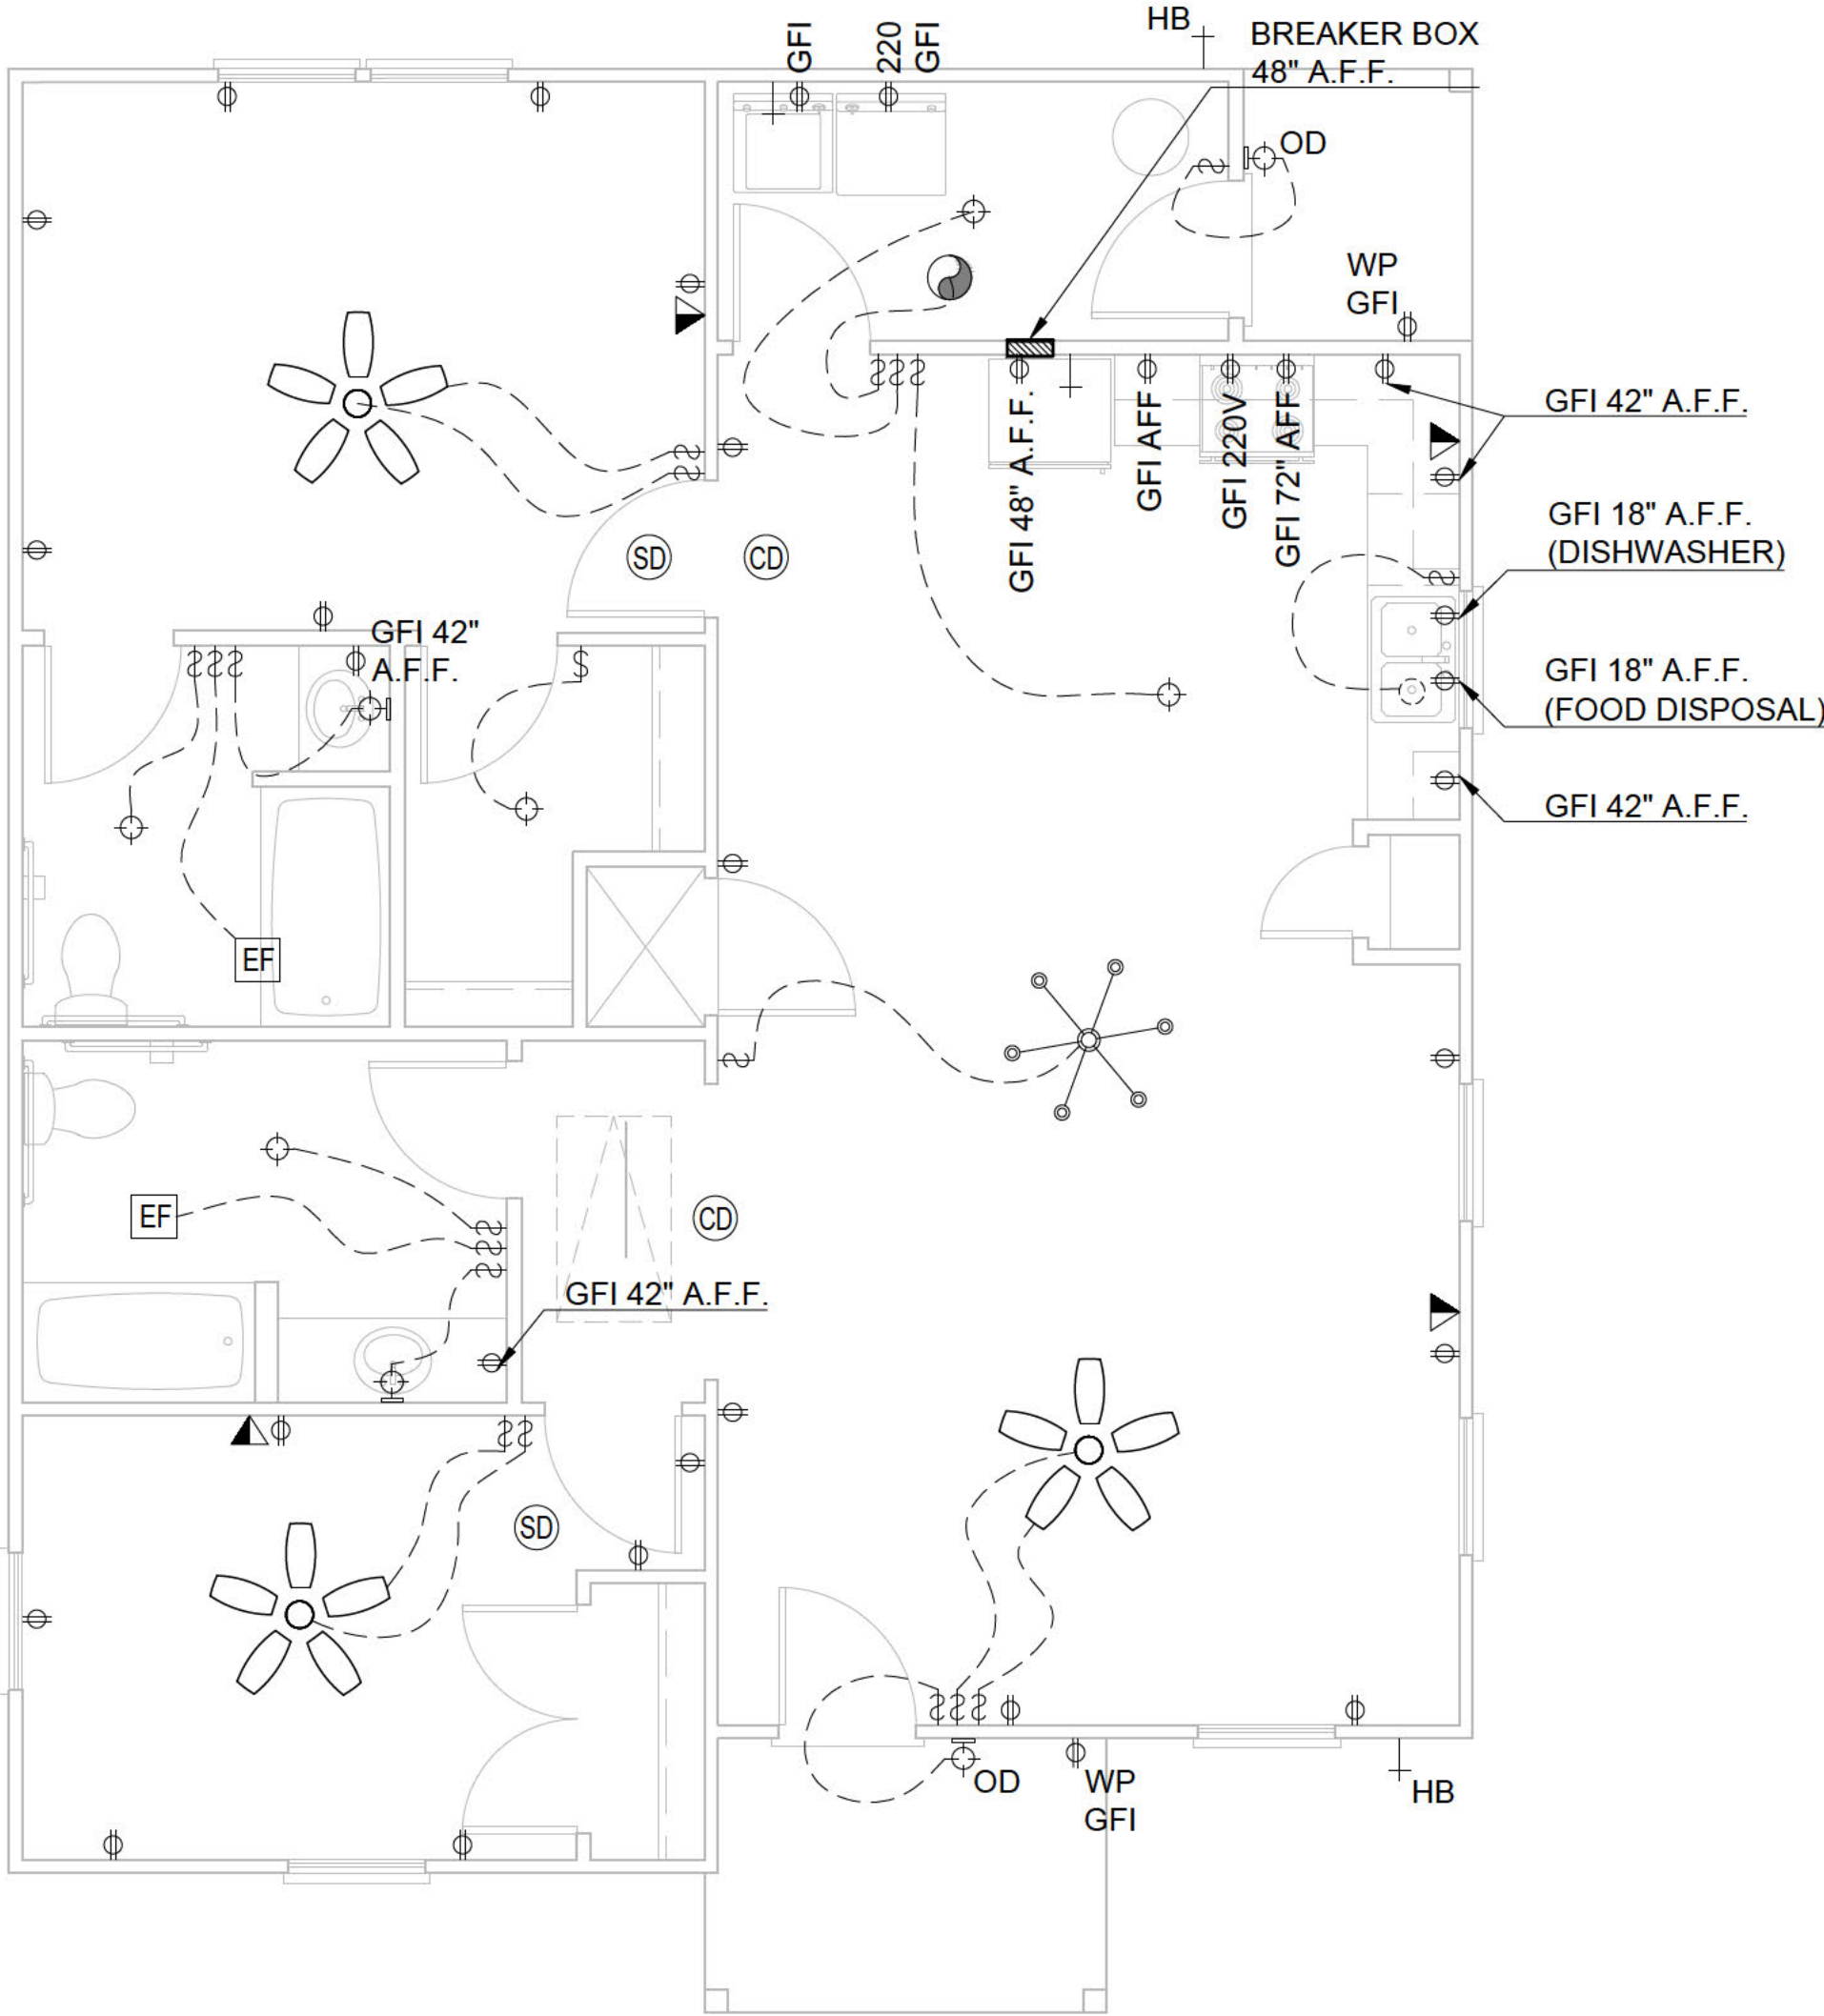 HB
BREAKER BOX
48" A.F.F.
GFI
220
GFI
OD
WP
GFI
GFI 48" A.F.F.
GFI AFF
GFI 220V
GFI 72" AFF
GFI 42" A.F.F.
SD
CD
GFI 18" A.F.F.
(DISHWASHER)
GFI 42"
A.F.F.
GFI 18" A.F.F.
(FOOD DISPOSAL)
GFI 42" A.F.F.
EF
EF
CD
GFI 42" A.F.F.
SD
OD
WP
GFI
HB